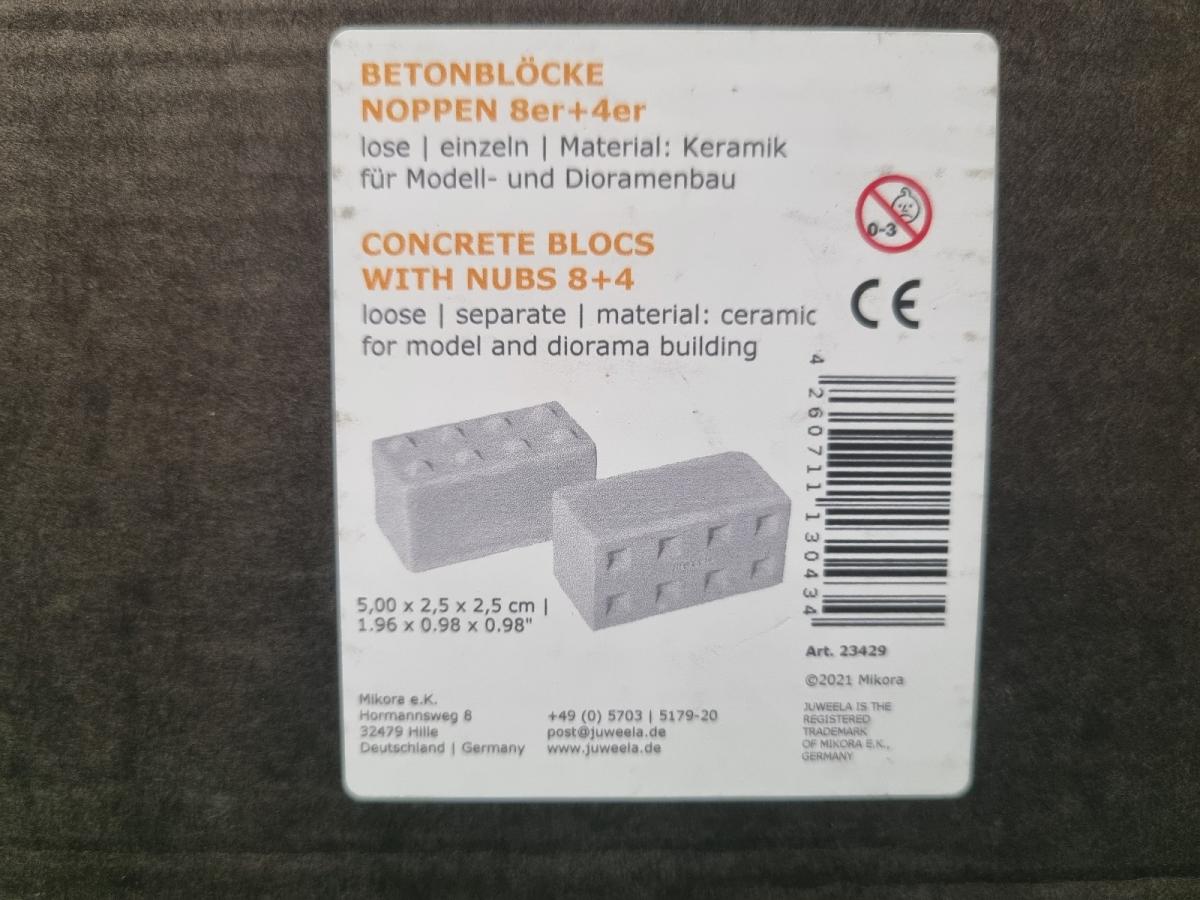 BETONBLÖCKE
NOPPEN 8er+4er
lose | einzeln | Material: Keramik
für Modell- und Dioramenbau
0-3
CONCRETE BLOCS
WITH NUBS 8+4
loose | separate | material: ceramic
for model and diorama building
CE
4 260711 130434
5,00 x 2,5 x 2,5 cm |
1.96 x 0.98 x 0.98"
Art. 23429
©2021 Mikora
Mikora e.K.
Hormannsweg 8
32479 Hille
Deutschland | Germany
+49 (0) 5703 | 5179-20
post@juweela.de
www.juweela.de
JUWEELA IS THE
REGISTERED
TRADEMARK
OF MIKORA E.K.,
GERMANY